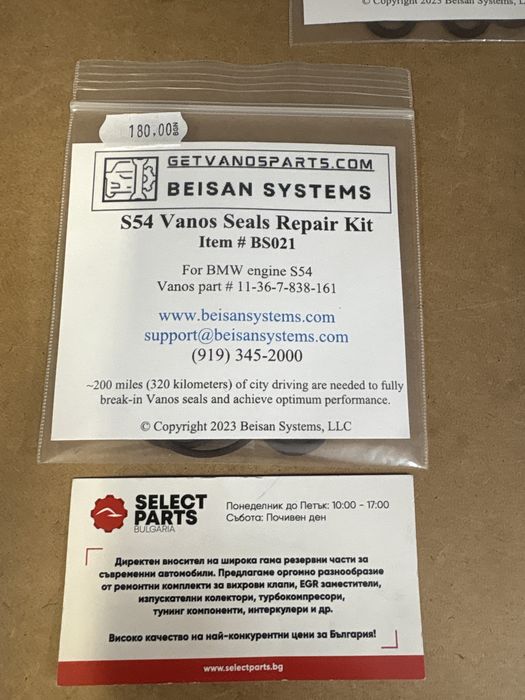 © Copyright 2023 Beisan Systems, L
180,00 BGN
GETVANOSPARTS.COM
BEISAN SYSTEMS
S54 Vanos Seals Repair Kit
Item # BS021
For BMW engine S54
Vanos part # 11-36-7-838-161
www.beisansystems.com
support@beisansystems.com
(919) 345-2000
~200 miles (320 kilometers) of city driving are needed to fully
break-in Vanos seals and achieve optimum performance.
© Copyright 2023 Beisan Systems, LLC
SELECT
PARTS
BULGARIA
Понеделник до Петък: 10:00 - 17:00
Събота: Почивен ден
Директен вносител на широка гама резервни части за
съвременни автомобили. Предлагаме огромно разнообразие
от ремонтни комплекти за вихрови клапи, EGR заместители,
изпускателни колектори, турбокомпресори,
тунинг компоненти, интеркулери и др.
Високо качество на най-конкурентни цени за България!
www.selectparts.bg